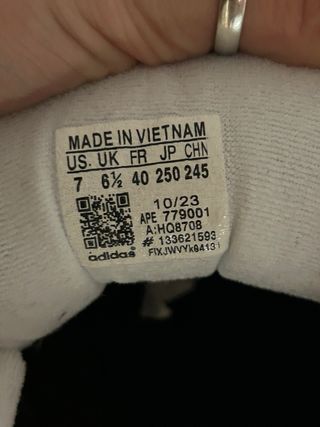 MADE IN VIETNAM
US. UK FR JP CHN
7 6½ 40 250 245
10/23
APE 779001
A:HQ8708
# 133621593
adidas